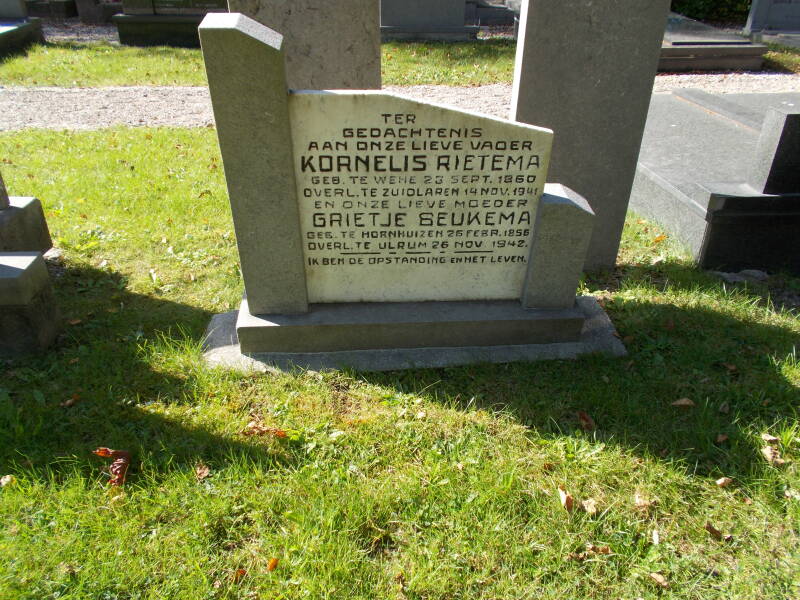 TER
GEDACHTENIS
AAN ONZE LIEVE VADER
KORNELIS RIETEMA
GEB. TE WEHE 23 SEPT. 1860
OVERL. TE ZUIDLAREN 14 NOV. 1941
EN ONZE LIEVE MOEDER
GRIETJE BEUKEMA
GEB. TE HORNHUIZEN 25 FEBR. 1856
OVERL. TE ULRUM 26 NOV. 1942.
IK BEN DE OPSTANDING EN HET LEVEN.